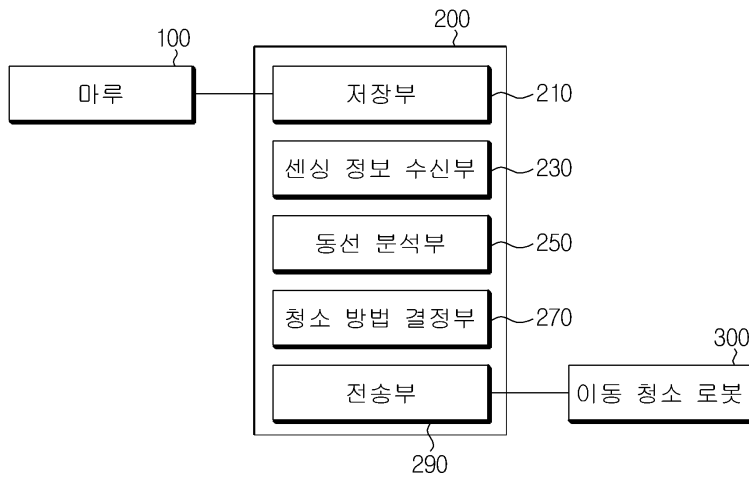 100
200
마루
저장부
210
센싱 정보 수신부
230
동선 분석부
250
청소 방법 결정부
270
300
전송부
이동 청소 로봇
290